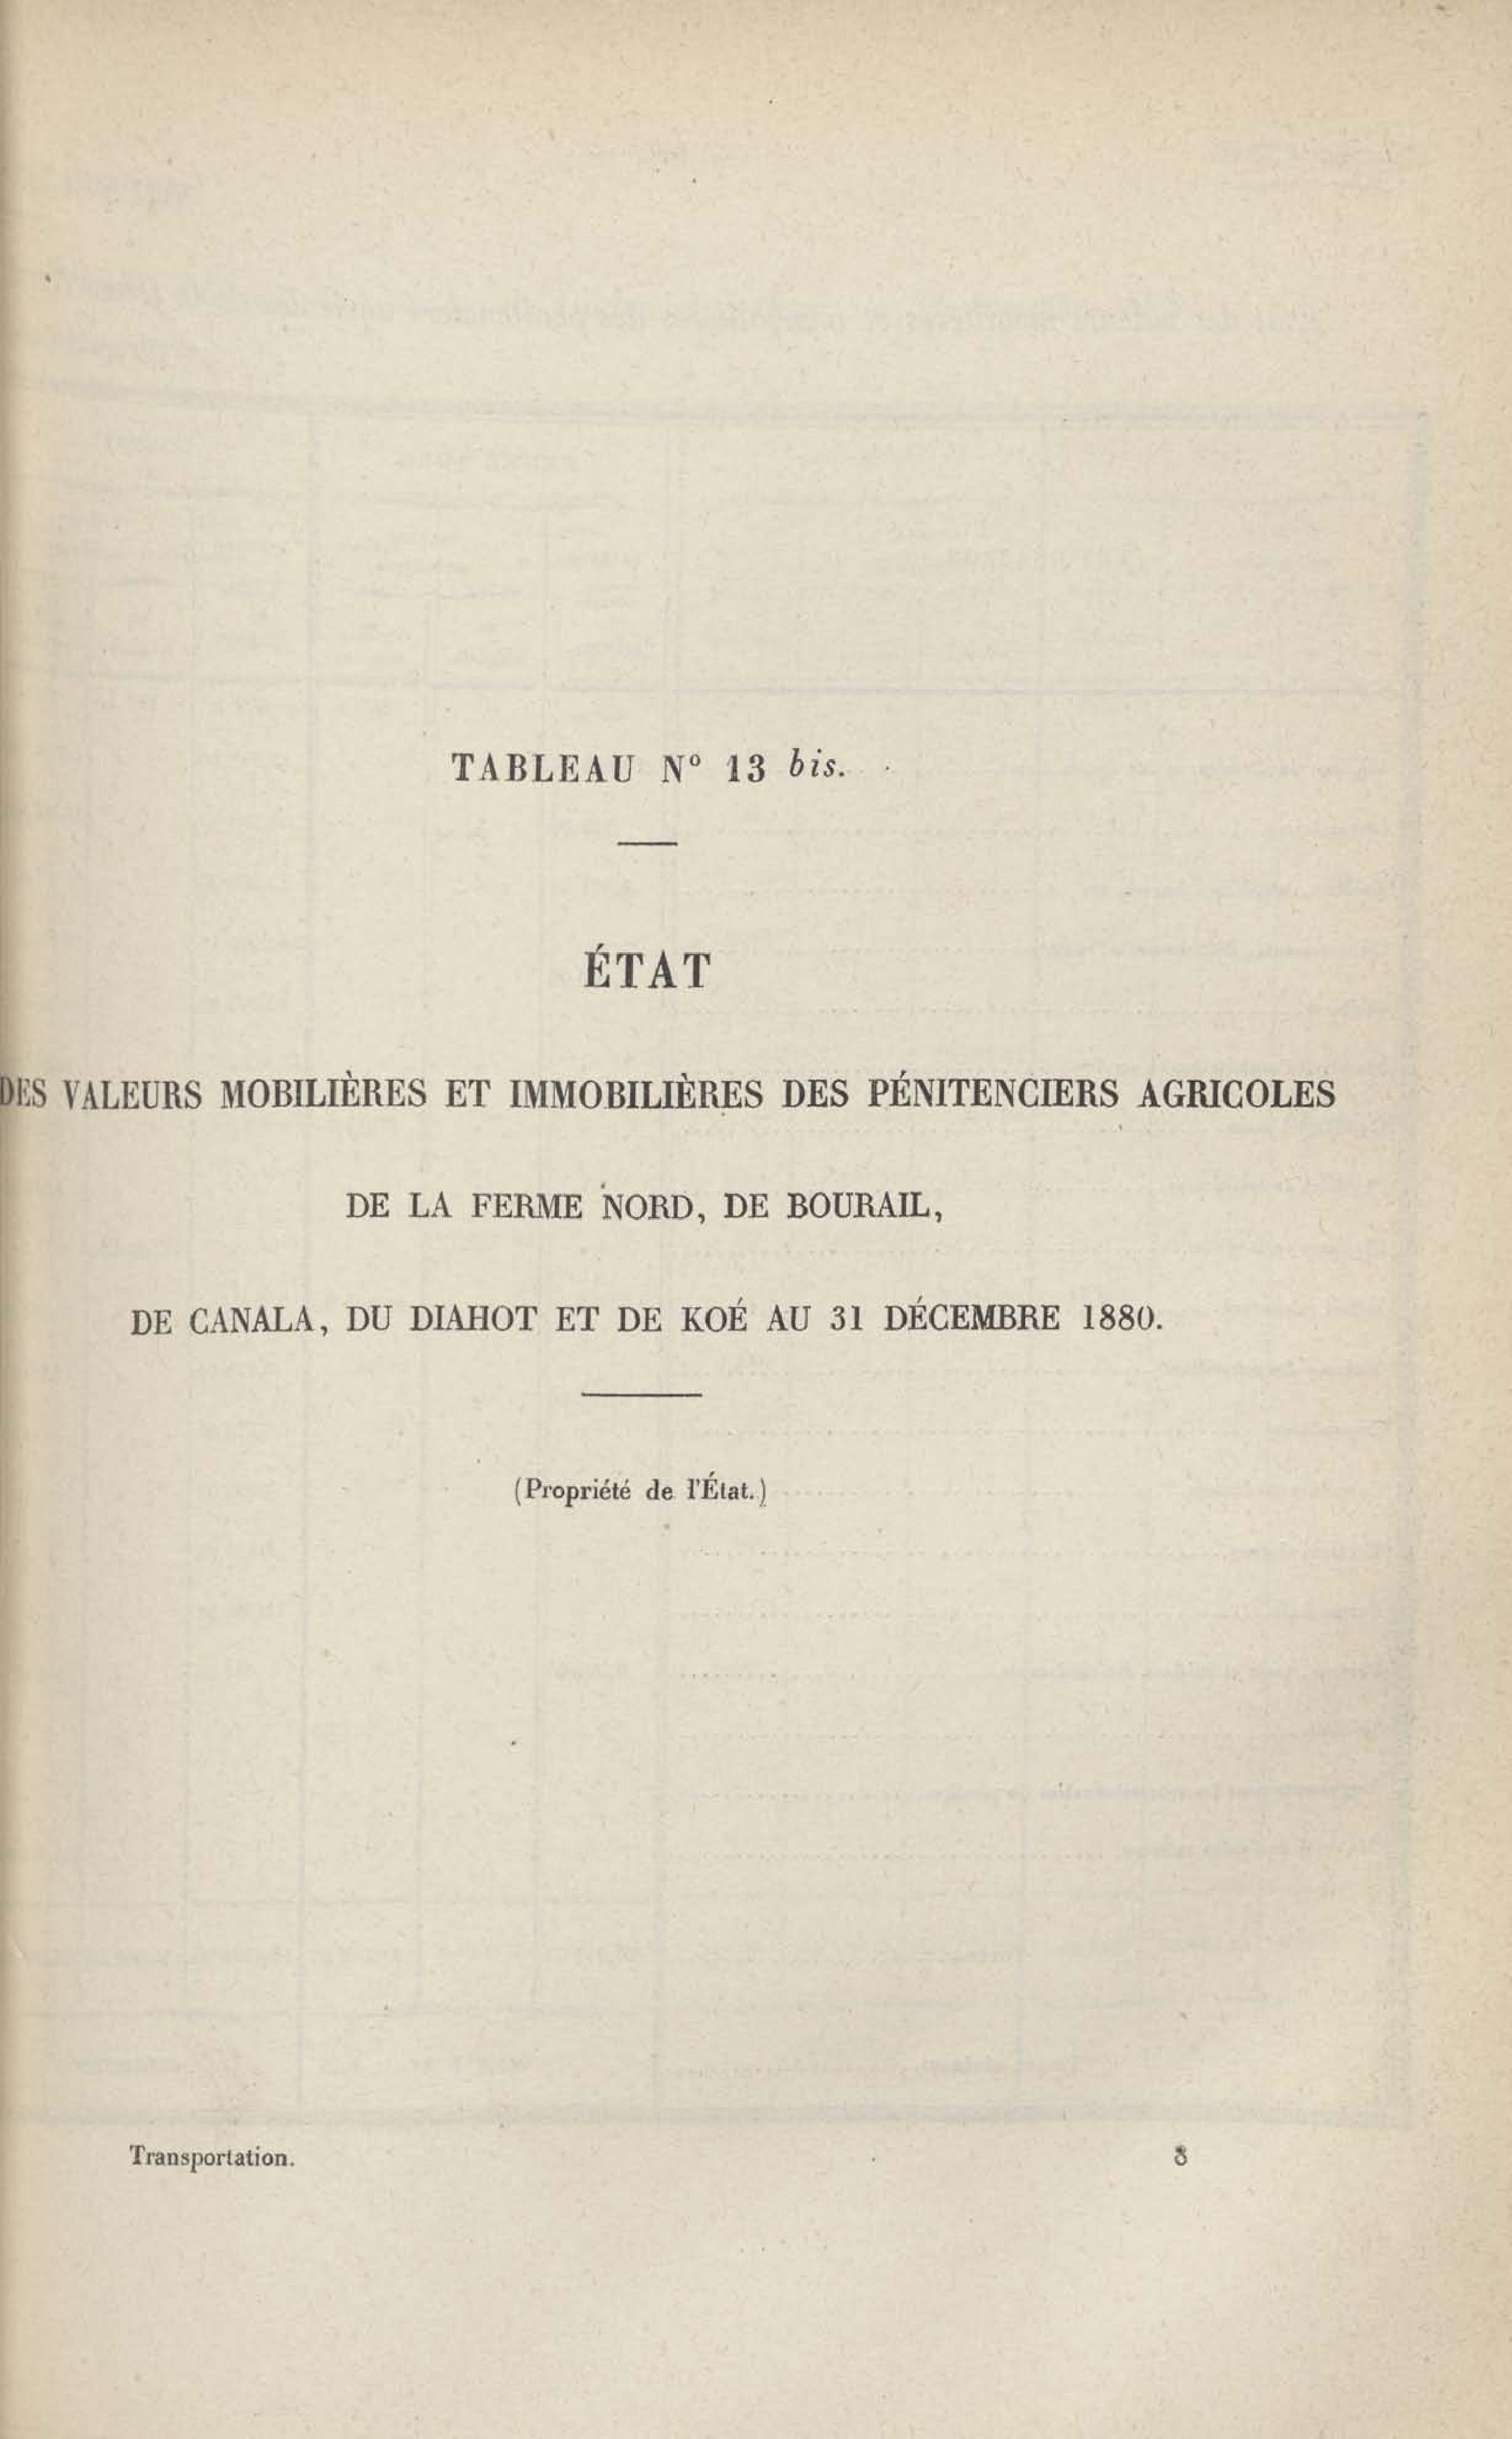 TABLEAU N° 13 bis.
ÉTAT
DES VALEURS MOBILIÈRES ET IMMOBILIÈRES DES PÉNITENCIERS AGRICOLES
DE LA FERME NORD, DE BOURAIL,
DE CANALA, DU DIAHOT ET DE KOÉ AU 31 DÉCEMBRE 1880.
(Propriété de l'État.)
Transportation. 8